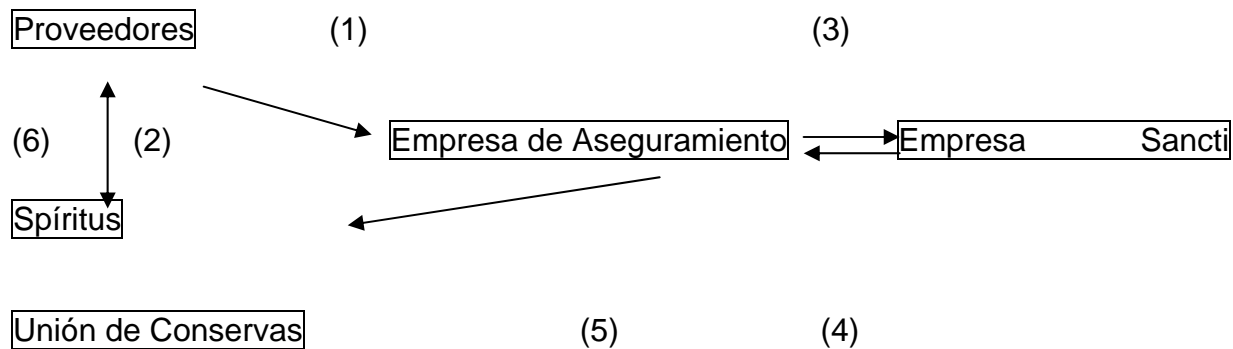 Proveedores (1) (3)
(6) (2) Empresa de Aseguramiento Empresa Sancti
Spíritus
Unión de Conservas (5) (4)